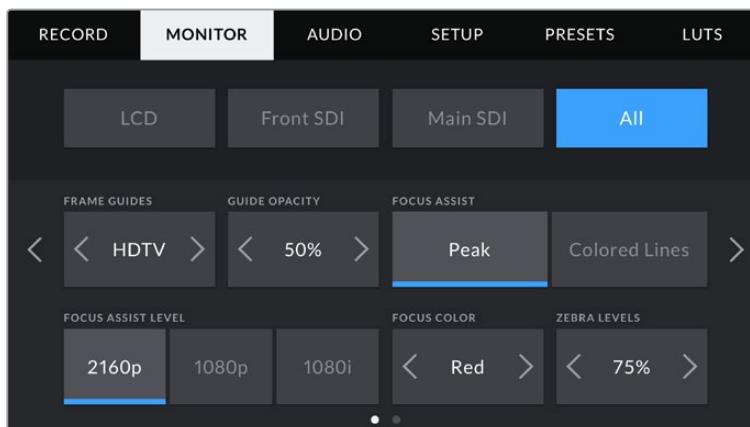 RECORD MONITOR AUDIO SETUP PRESETS LUTS
LCD Front SDI Main SDI All
FRAME GUIDES GUIDE OPACITY FOCUS ASSIST
HDTV 50% Peak Colored Lines
FOCUS ASSIST LEVEL FOCUS COLOR ZEBRA LEVELS
2160p 1080p 1080i Red 75%